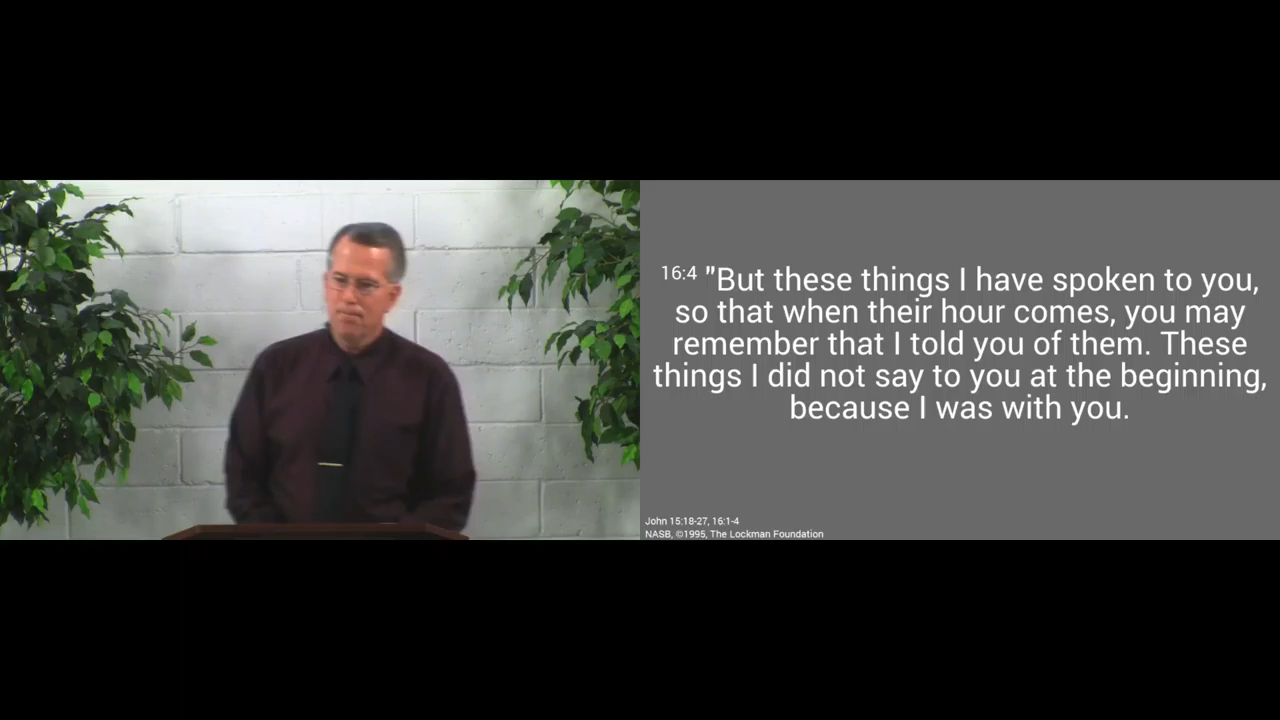 16:4 "But these things I have spoken to you,
so that when their hour comes, you may
remember that I told you of them. These
things I did not say to you at the beginning,
because I was with you.
John 15:18-27, 16:1-4
NASB, ©1995, The Lockman Foundation